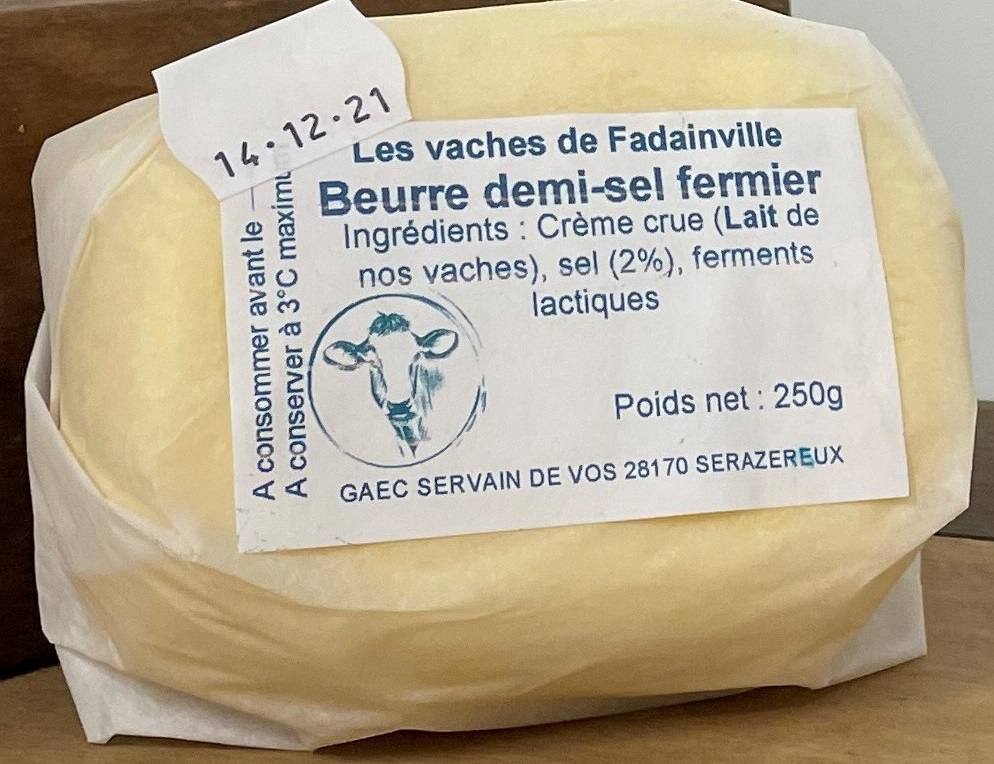 14.12.21
Les vaches de Fadainville
Beurre demi-sel fermier
Ingrédients : Crème crue (Lait de
nos vaches), sel (2%), ferments
lactiques
Poids net : 250g
GAEC SERVAIN DE VOS 28170 SERAZEREUX
A consommer avant le
A conserver à 3°C maximu